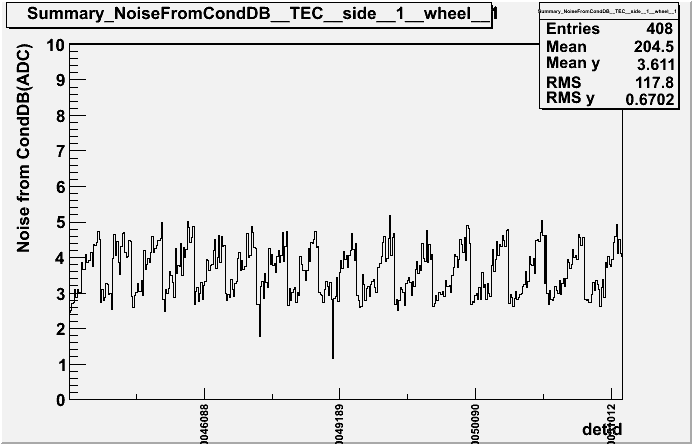 Summary_NoiseFromCondDB__TEC__side__1__wheel__1
Summary_NoiseFromCondDB__TEC__side__1__wheel__1
Entries 408
Mean 204.5
Mean y 3.611
RMS 117.8
RMS y 0.6702
Noise from CondDB(ADC)
10
9
8
7
6
5
4
3
2
1
0
0046088
0049189
0050090
012
detid